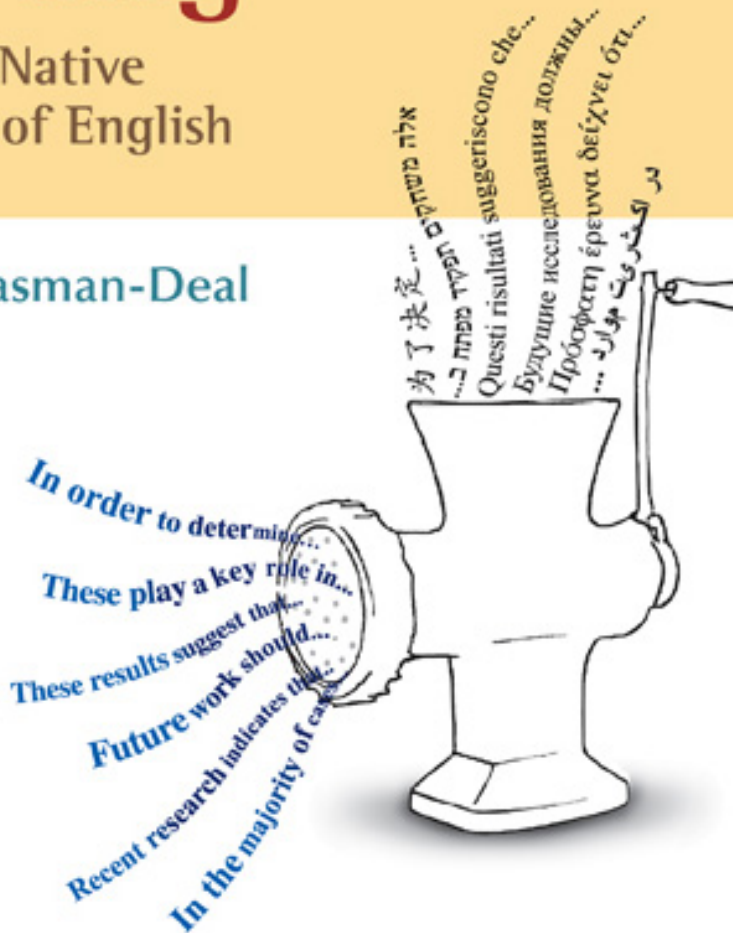 Native
of English
asman-Deal
为了决定...
אלה משחקים תפקיד מפתח ב...
Questi risultati suggeriscono che...
Будущие исследования должны...
Πρόσφατη έρευνα δείχνει ότι...
در اکثریت موارد ...
In order to determine...
These play a key role in...
These results suggest that...
Future work should...
Recent research indicates that...
In the majority of cases